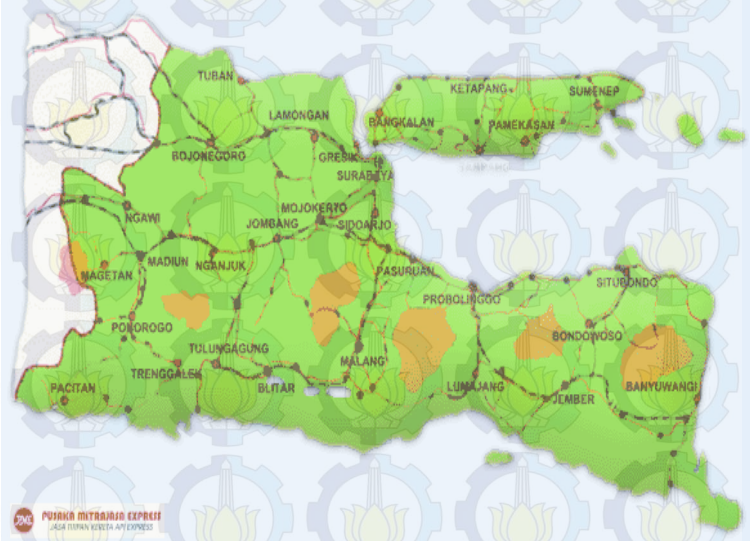 TUBAN
KETAPANG
SUMENEP
LAMONGAN
BANGKALAN
PAMEKASAN
BOJONEGORO
GRESIK
SURABAYA
NGAWI
MOJOKERTO
JOMBANG
SIDOARJO
MADIUN
NGANJUK
MAGETAN
PASURUAN
SITUBONDO
PROBOLINGGO
PONOROGO
BONDOWOSO
TULUNGAGUNG
MALANG
TRENGGALEK
PACITAN
BLITAR
LUMAJANG
BANYUWANGI
JEMBER
PUSAKA MITRAJASA EXPRESS
JASA TITIPAN KERETA API EXPRESS